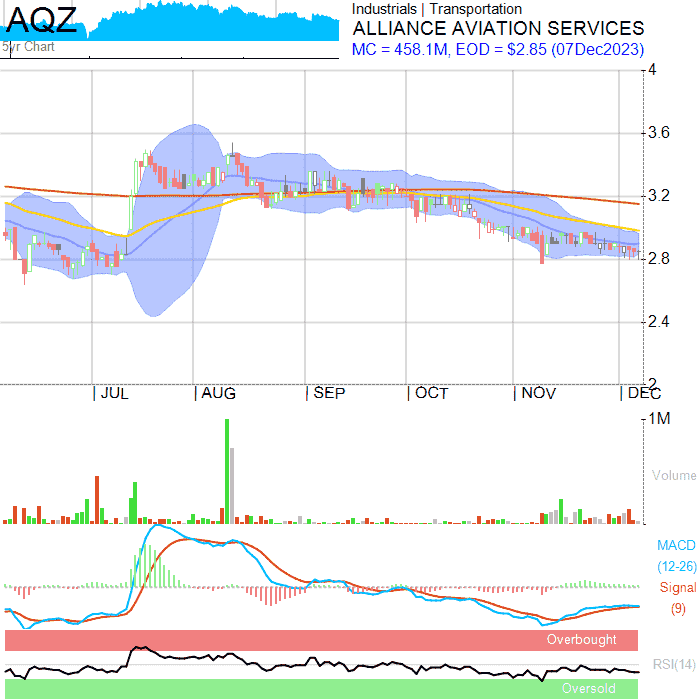 AQZ
5yr Chart
Industrials | Transportation
ALLIANCE AVIATION SERVICES
MC = 458.1M, EOD = $2.85 (07Dec2023)
4
3.6
3.2
2.8
2.4
2
JUL AUG SEP OCT NOV DEC
1M
Volume
MACD
(12-26)
Signal
(9)
Overbought
RSI(14)
Oversold